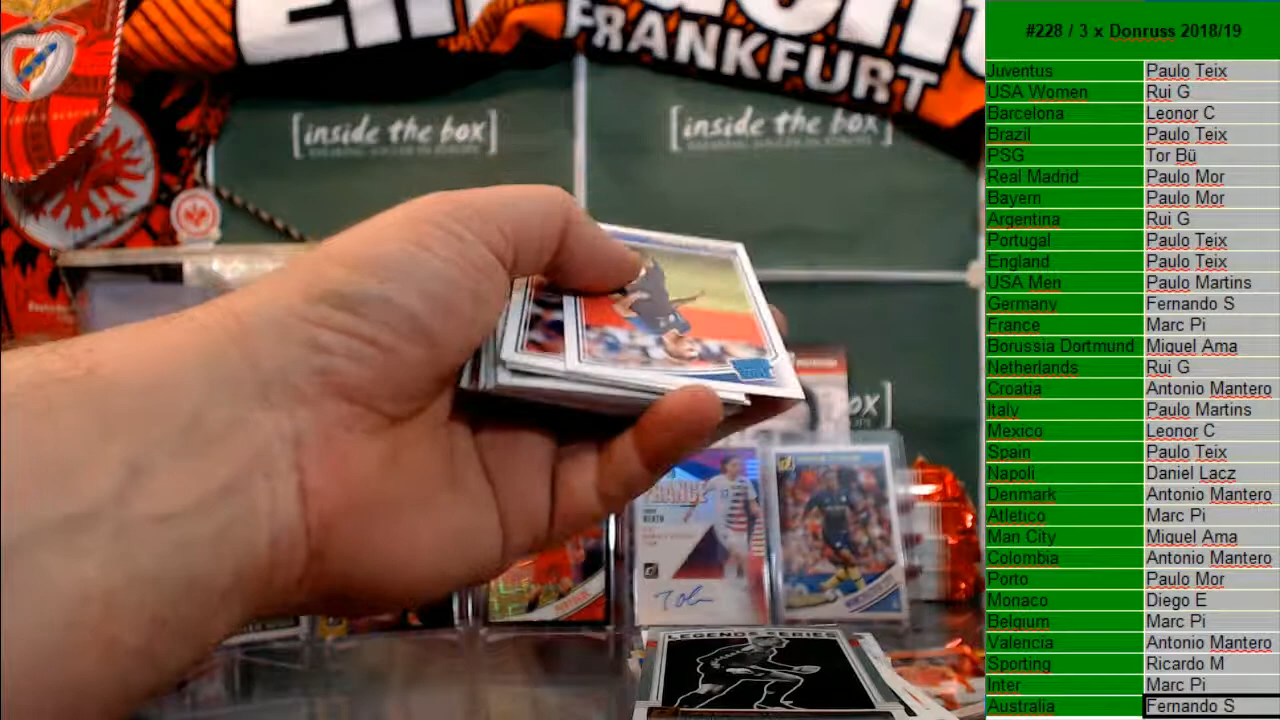 FRANKFURT
[inside the box]
[inside the box]
#228 / 3 x Donruss 2018/19
Juventus Paulo Teix
USA Women Rui G
Barcelona Leonor C
Brazil Paulo Teix
PSG Tor Bü
Real Madrid Paulo Mor
Bayern Paulo Mor
Argentina Rui G
Portugal Paulo Teix
England Paulo Teix
USA Men Paulo Martins
Germany Fernando S
France Marc Pi
Borussia Dortmund Miguel Ama
Netherlands Rui G
Croatia Antonio Mantero
Italy Paulo Martins
Mexico Leonor C
Spain Paulo Teix
Napoli Daniel Lacz
Denmark Antonio Mantero
Atletico Marc Pi
Man City Miguel Ama
Colombia Antonio Mantero
Porto Paulo Mor
Monaco Diego E
Belgium Marc Pi
Valencia Antonio Mantero
Sporting Ricardo M
Inter Marc Pi
Australia Fernando S
ox]
FRANCE
HEATH
LEGENDS SERIES